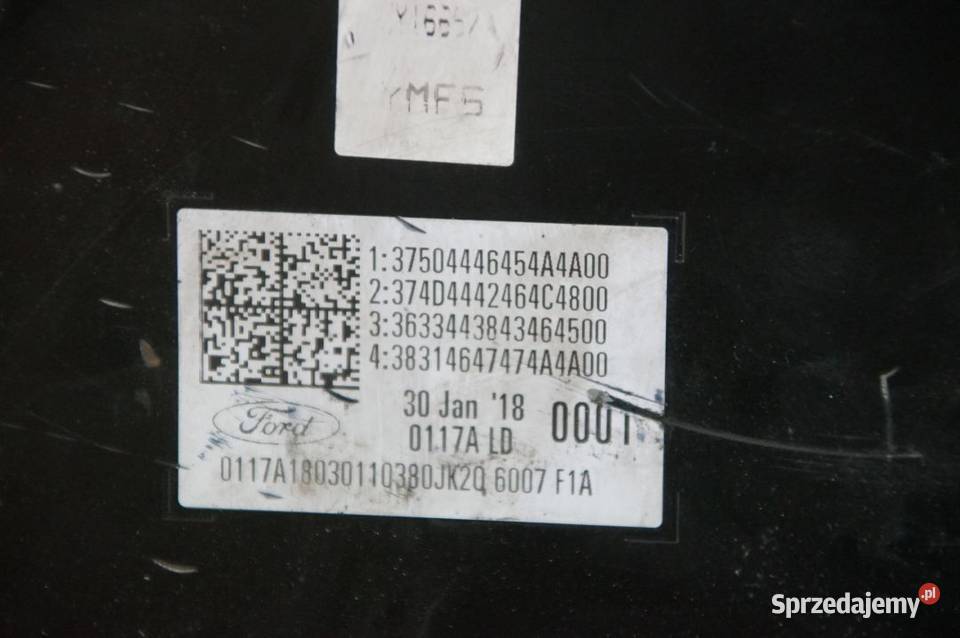 YMF6
1:37504446454A4A00
2:374D4442464C4800
3:3633443843464500
4:38314647474A4A00
30 Jan '18
0001
0117A LD
Ford
0117A18030110380JK2Q 6007 F1A
Sprzedajemy.pl